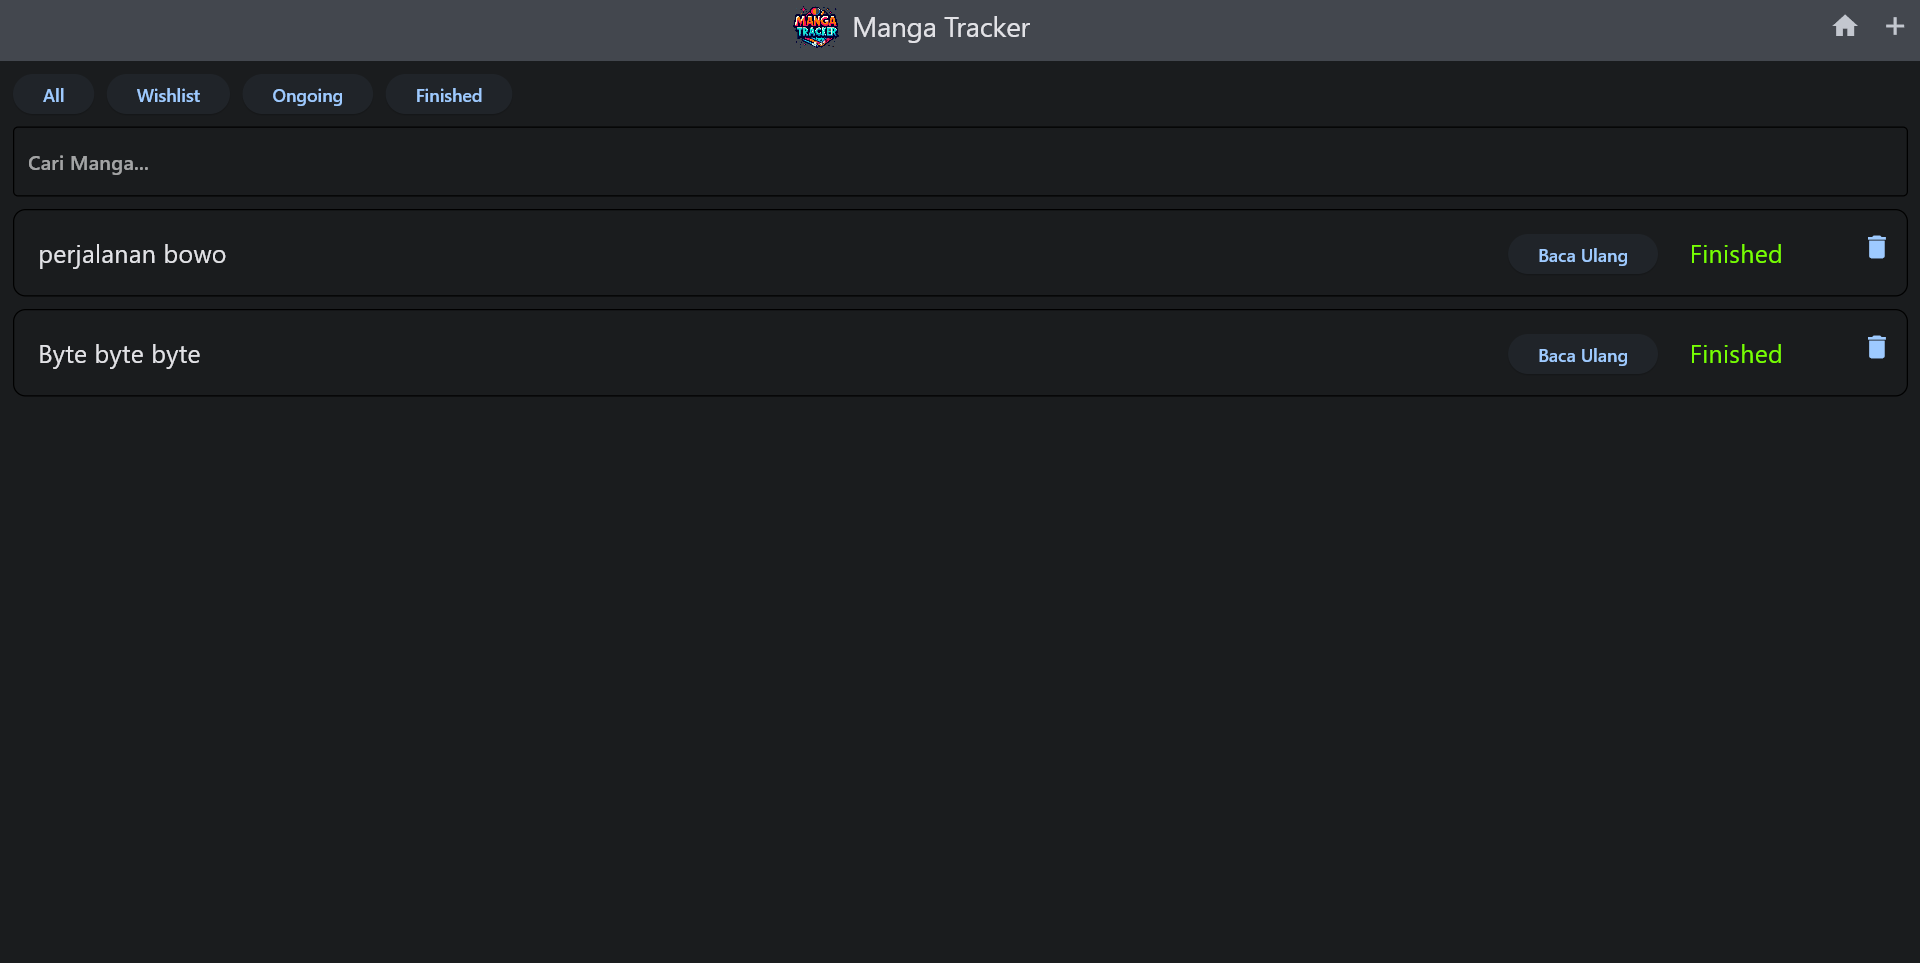 MANGA
TRACKER
Manga Tracker
All Wishlist Ongoing Finished
Cari Manga...
perjalanan bowo Baca Ulang Finished
Byte byte byte Baca Ulang Finished